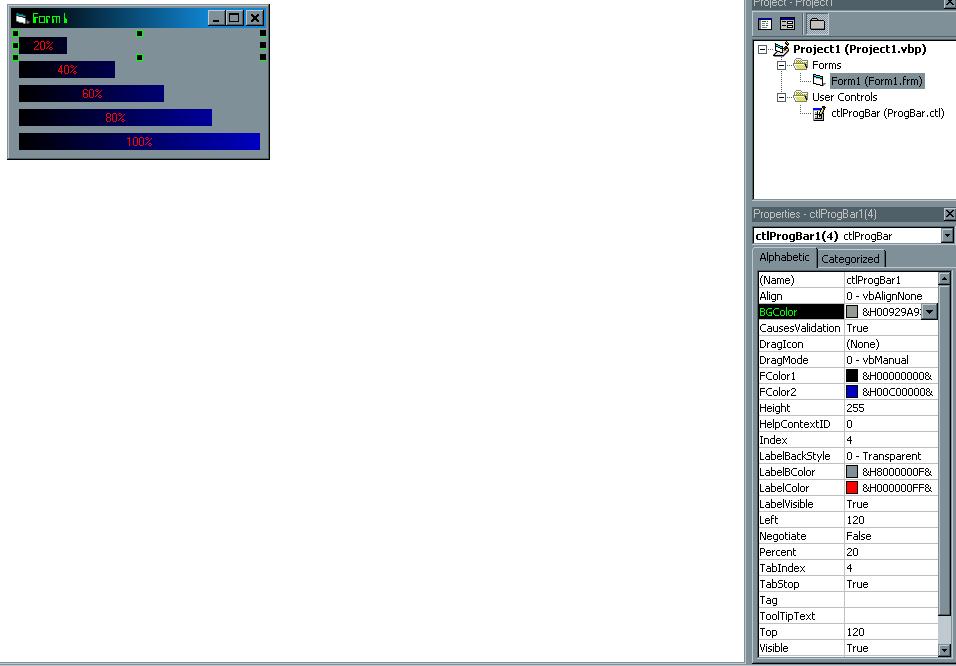 Form1
20%
40%
60%
80%
100%
Project - Project1
Project1 (Project1.vbp)
Forms
Form1 (Form1.frm)
User Controls
ctlProgBar (ProgBar.ctl)
Properties - ctlProgBar1(4)
ctlProgBar1(4) ctlProgBar
Alphabetic Categorized
(Name) ctlProgBar1
Align 0 - vbAlignNone
BGColor &H00929A9
CausesValidation True
DragIcon (None)
DragMode 0 - vbManual
FColor1 &H00000000&
FColor2 &H00C00000&
Height 255
HelpContextID 0
Index 4
LabelBackStyle 0 - Transparent
LabelBColor &H8000000F&
LabelColor &H000000FF&
LabelVisible True
Left 120
Negotiate False
Percent 20
TabIndex 4
TabStop True
Tag
ToolTipText
Top 120
Visible True